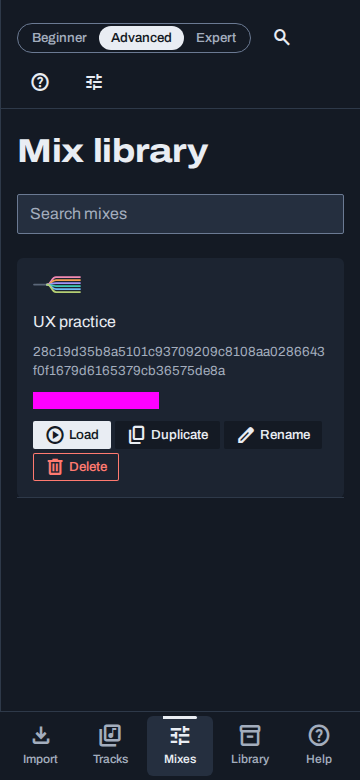 Beginner Advanced Expert
Mix library
Search mixes
UX practice
28c19d35b8a5101c93709209c8108aa0286643
f0f1679d6165379cb36575de8a
Load Duplicate Rename
Delete
Import Tracks Mixes Library Help